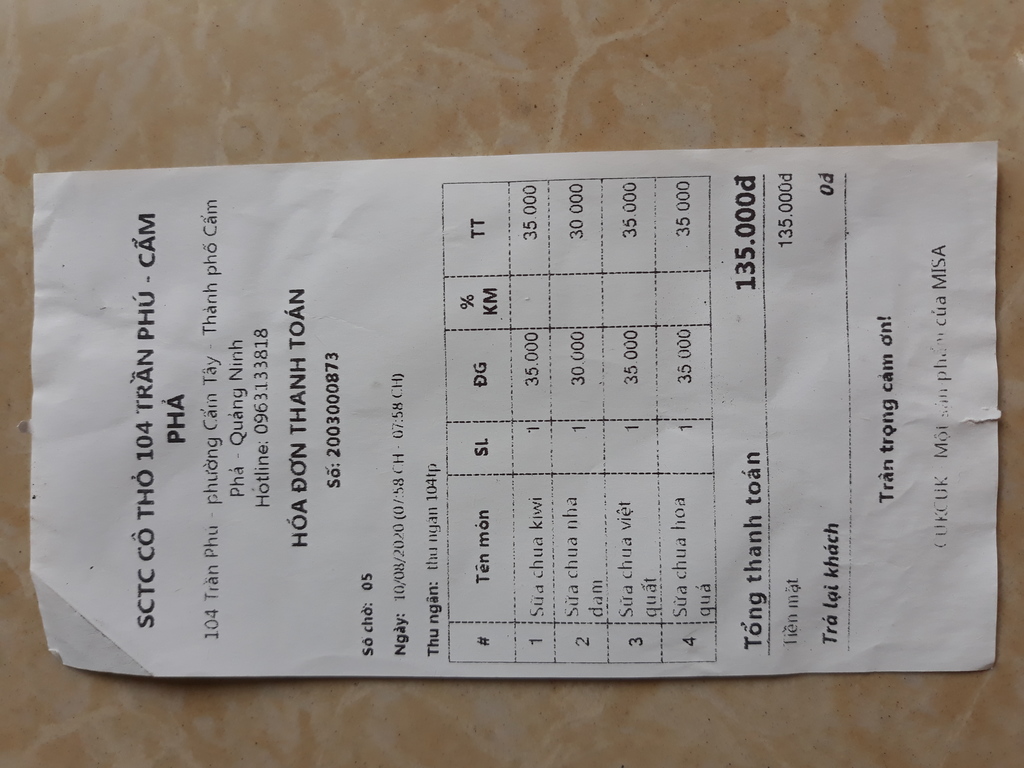 SCTC CÔ THỎ 104 TRẦN PHÚ - CẨM
PHẢ
104 Trần Phú - phường Cẩm Tây - Thành phố Cẩm
Phả - Quảng Ninh
Hotline: 0963133818
HÓA ĐƠN THANH TOÁN
Số: 2003000873
Số chờ: 05
Ngày: 10/08/2020 (07:58 CH - 07:58 CH)
Thu ngân: thu ngan 104tp
# Tên món SL ĐG % KM TT
1 Sữa chua kiwi 1 35.000 35.000
2 Sữa chua nha 1 30.000 30.000
đam
3 Sữa chua việt 1 35.000 35.000
quất
4 Sữa chua hoa 1 35.000 35.000
quả
Tổng thanh toán 135.000đ
Tiền mặt 135.000đ
Trả lại khách 0đ
Trân trọng cảm ơn!
CUKCUK Một sản phẩm của MISA